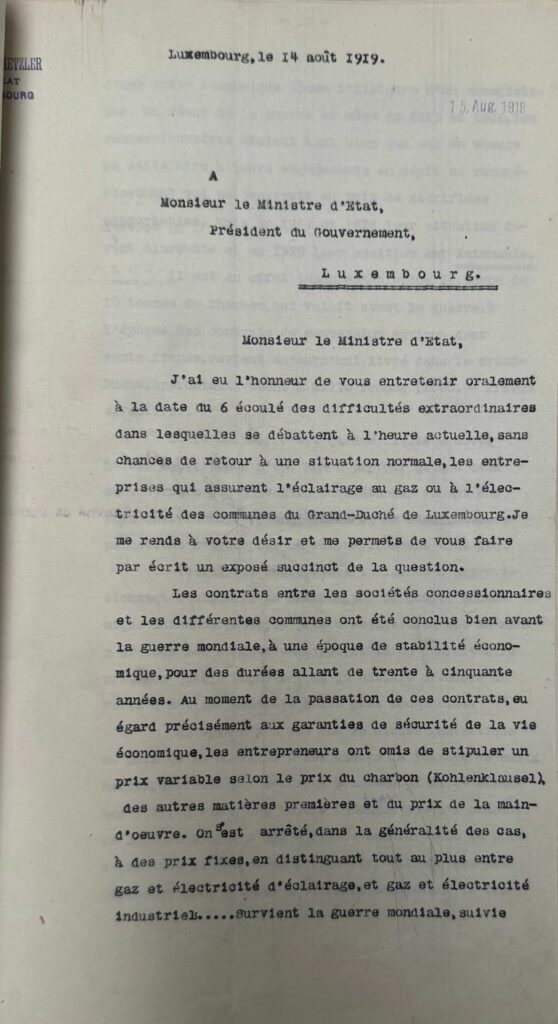 Luxembourg, le 14 août 1919.
ETZLER
AT
BOURG
15. Aug. 1919
A
Monsieur le Ministre d'Etat,
Président du Gouvernement,
Luxembourg.
Monsieur le Ministre d'Etat,
J'ai eu l'honneur de vous entretenir oralement
à la date du 6 écoulé des difficultés extraordinaires
dans lesquelles se débattent à l'heure actuelle, sans
chances de retour à une situation normale, les entre-
prises qui assurent l'éclairage au gaz ou à l'élec-
tricité des communes du Grand-Duché de Luxembourg. Je
me rends à votre désir et me permets de vous faire
par écrit un exposé succinct de la question.
Les contrats entre les sociétés concessionnaires
et les différentes communes ont été conclus bien avant
la guerre mondiale, à une époque de stabilité écono-
mique, pour des durées allant de trente à cinquante
années. Au moment de la passation de ces contrats, eu
égard précisément aux garanties de sécurité de la vie
économique, les entrepreneurs ont omis de stipuler un
prix variable selon le prix du charbon (Kohlenklausel),
des autres matières premières et du prix de la main-
d'oeuvre. On s'est arrêté, dans la généralité des cas,
à des prix fixes, en distinguant tout au plus entre
gaz et électricité d'éclairage, et gaz et électricité
industriels.....Survient la guerre mondiale, suivie